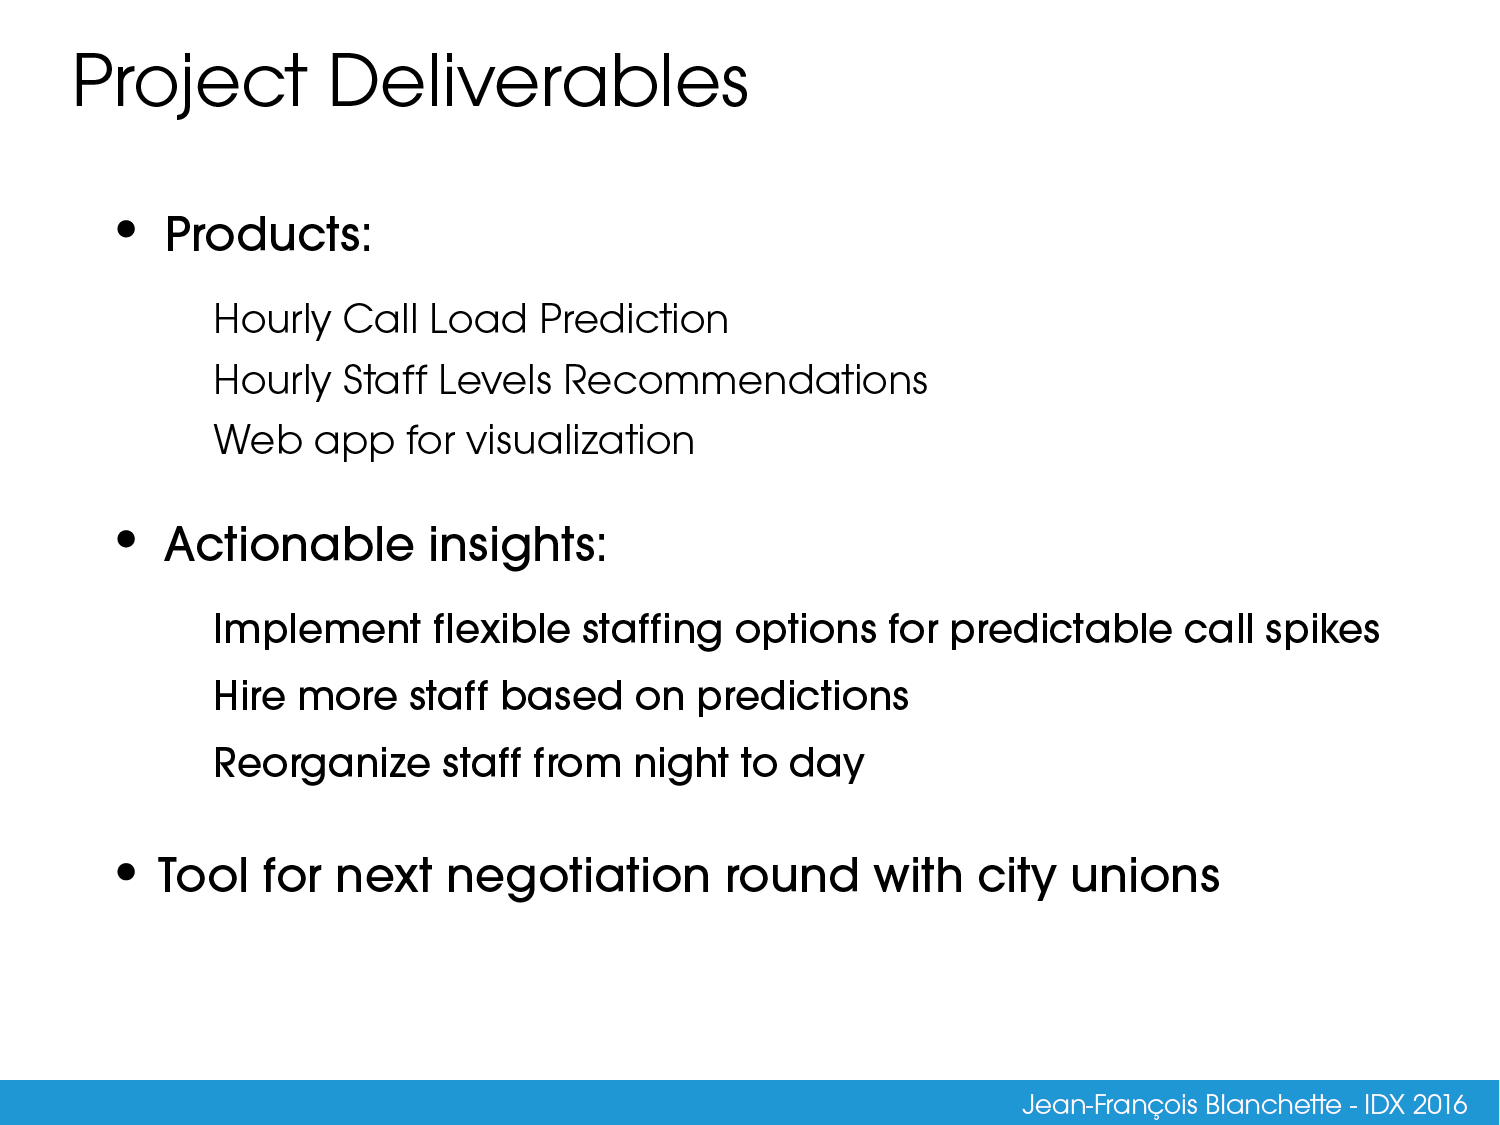 Project Deliverables
• Products:
Hourly Call Load Prediction
Hourly Staff Levels Recommendations
Web app for visualization
• Actionable insights:
Implement flexible staffing options for predictable call spikes
Hire more staff based on predictions
Reorganize staff from night to day
• Tool for next negotiation round with city unions
Jean-François Blanchette - IDX 2016